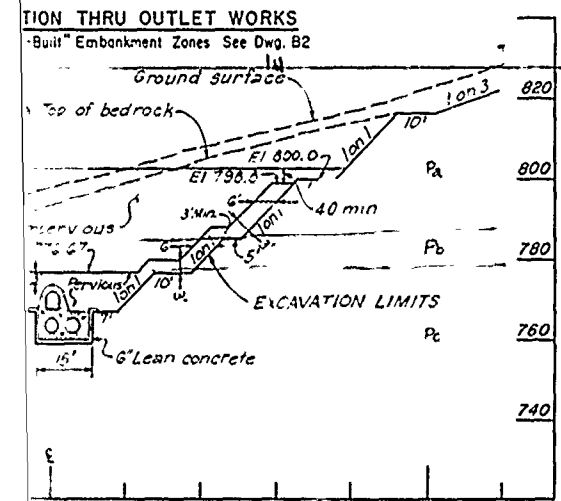 TION THRU OUTLET WORKS
-Built" Embankment Zones See Dwg. B2
Ground surface
820
1 on 3
Top of bedrock
10'
El 800.0
1 on 1
El 798.0
Pa
800
6'
40 min
3' Min.
1 on 1
6'
5'
Pb
780
1 on 1
10'
Pervious
1 on 1
EXCAVATION LIMITS
7'
Pc
760
15'
6" Lean concrete
740